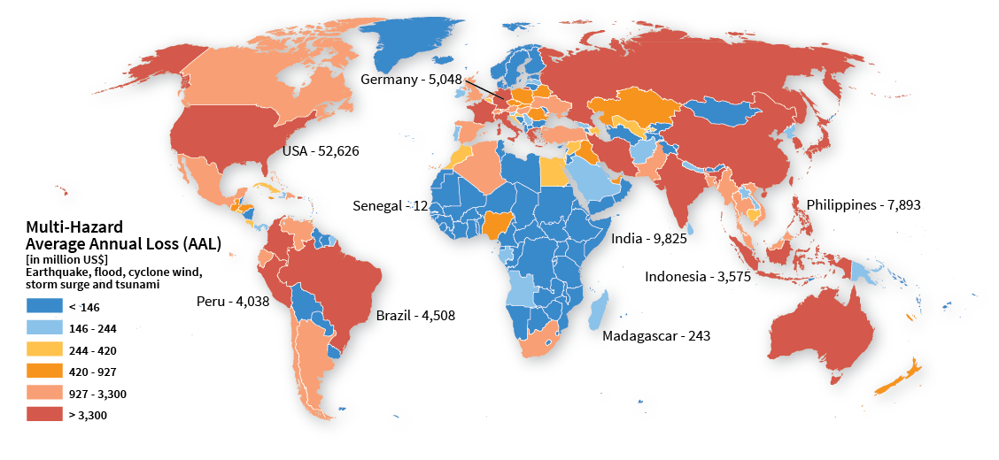 Germany - 5,048
USA - 52,626
Senegal - 12
Philippines - 7,893
Multi-Hazard
Average Annual Loss (AAL)
[in million US$]
Earthquake, flood, cyclone wind,
storm surge and tsunami
India - 9,825
Indonesia - 3,575
Peru - 4,038
Brazil - 4,508
Madagascar - 243
< 146
146 - 244
244 - 420
420 - 927
927 - 3,300
> 3,300